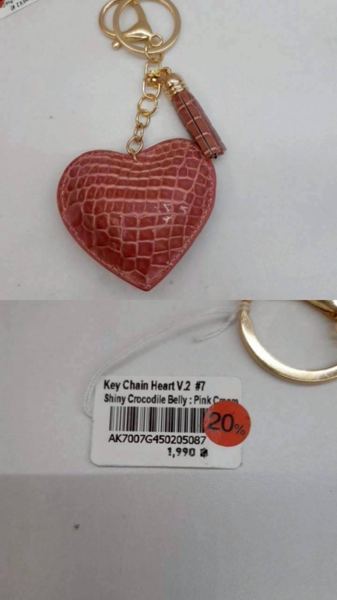 Key Chain Heart V.2 #7
Shiny Crocodile Belly : Pink
20%
AK7007G450205087
1,990 ฿